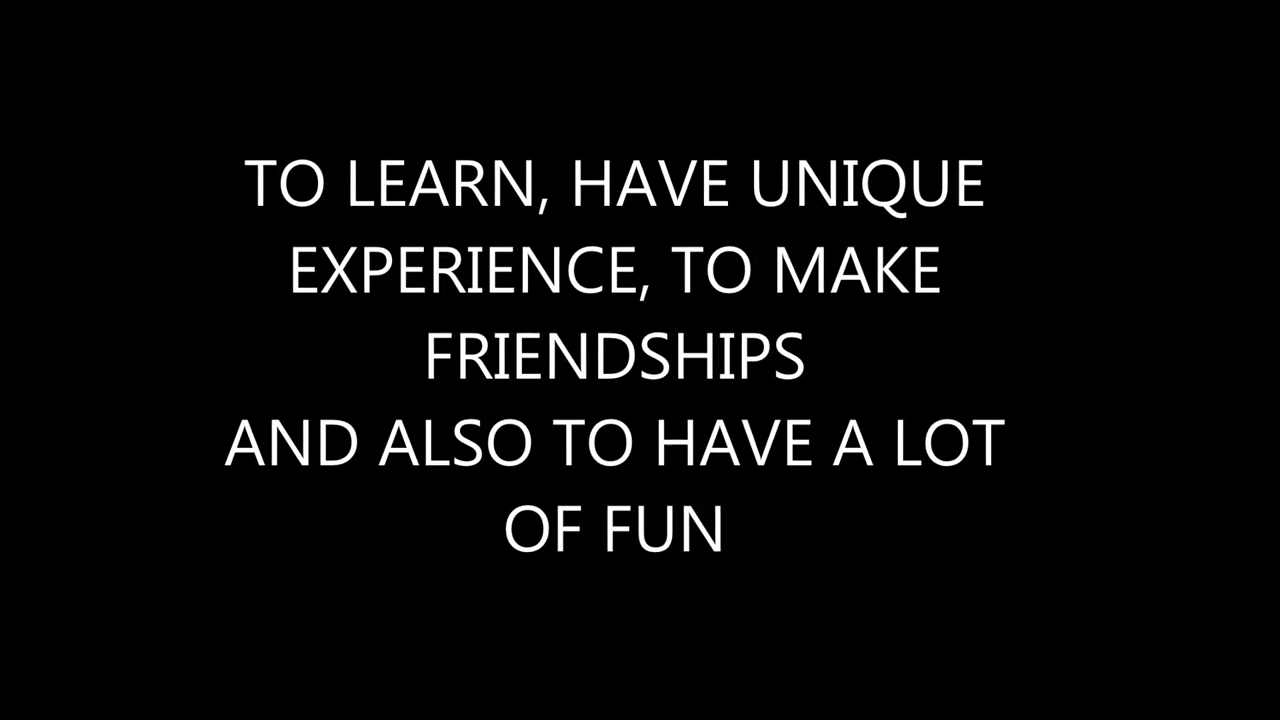 TO LEARN, HAVE UNIQUE
EXPERIENCE, TO MAKE
FRIENDSHIPS
AND ALSO TO HAVE A LOT
OF FUN